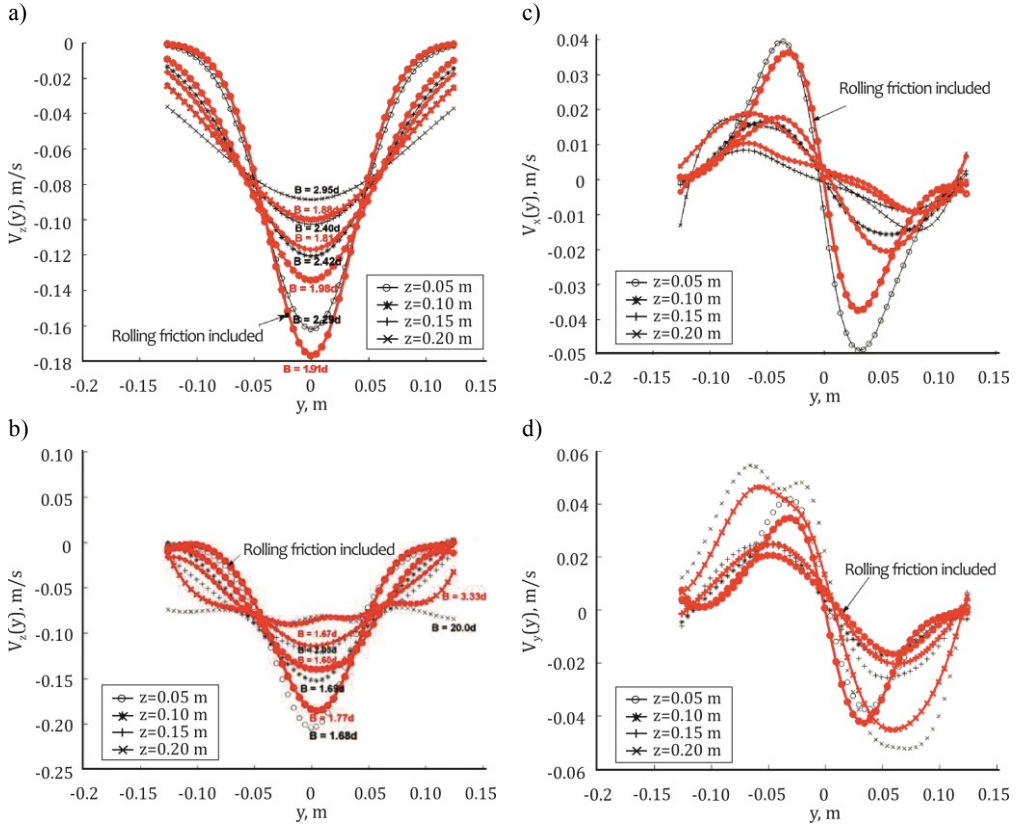 a)
0
-0.02
-0.04
-0.06
-0.08
-0.10
-0.12
-0.14
-0.16
-0.18
Vz(y), m/s
B = 2.95d
B = 1.88d
B = 2.40d
B = 1.81
B = 2.42d
B = 1.98d
B = 2.29d
B = 1.91d
Rolling friction included
z=0.05 m
z=0.10 m
z=0.15 m
z=0.20 m
-0.2 -0.15 -0.10 -0.05 0 0.05 0.10 0.15
y, m
c)
0.04
0.03
0.02
0.01
0
-0.01
-0.02
-0.03
-0.04
-0.05
Vx(y), m/s
Rolling friction included
z=0.05 m
z=0.10 m
z=0.15 m
z=0.20 m
-0.2 -0.15 -0.10 -0.05 0 0.05 0.10 0.15
y, m
b)
0.10
0.05
0
-0.05
-0.10
-0.15
-0.20
-0.25
Vz(y), m/s
Rolling friction included
B = 3.33d
B = 20.0d
B = 1.67d
B = 2.05d
B = 1.60d
B = 1.69d
B = 1.77d
B = 1.68d
z=0.05 m
z=0.10 m
z=0.15 m
z=0.20 m
-0.2 -0.15 -0.10 -0.05 0 0.05 0.10 0.15
y, m
d)
0.06
0.04
0.02
0
-0.02
-0.04
-0.06
Vy(y), m/s
Rolling friction included
z=0.05 m
z=0.10 m
z=0.15 m
z=0.20 m
-0.2 -0.15 -0.10 -0.05 0 0.05 0.10 0.15
y, m